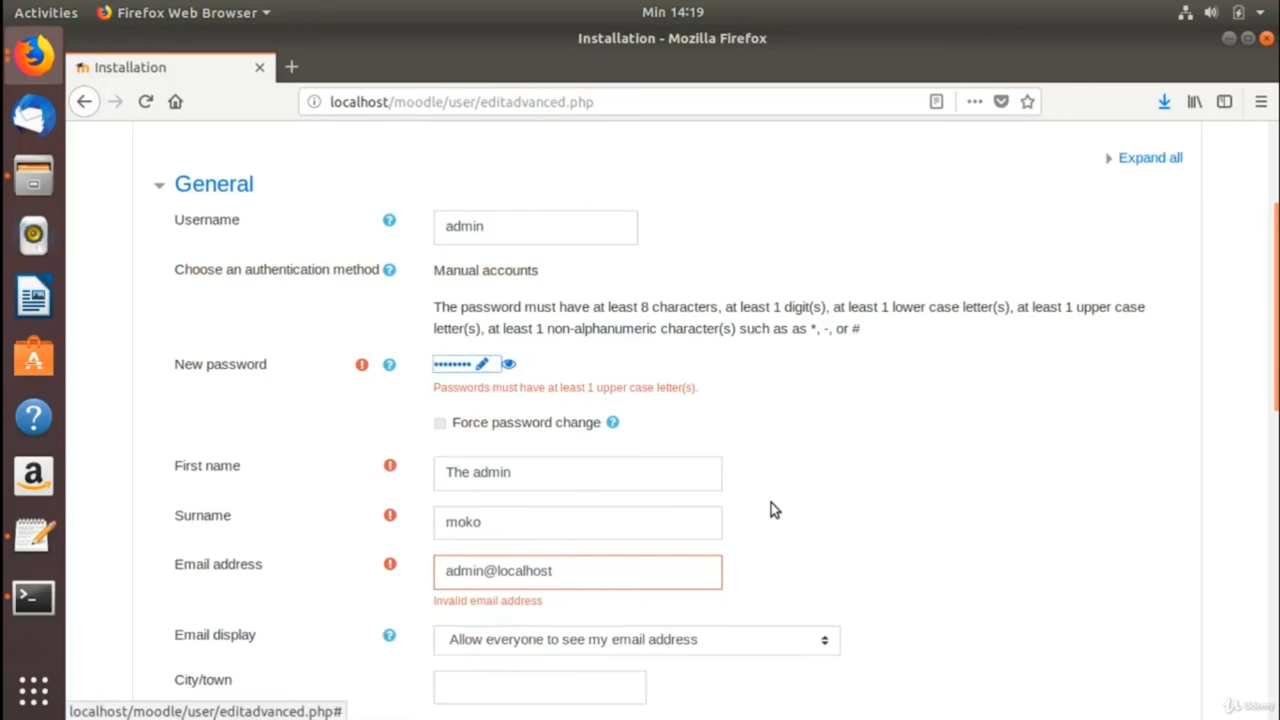 Activities Firefox Web Browser Min 14:19
Installation - Mozilla Firefox
Installation
localhost/moodle/user/editadvanced.php
Expand all
General
Username admin
Choose an authentication method Manual accounts
The password must have at least 8 characters, at least 1 digit(s), at least 1 lower case letter(s), at least 1 upper case
letter(s), at least 1 non-alphanumeric character(s) such as as *, -, or #
New password ••••••••
Passwords must have at least 1 upper case letter(s).
Force password change
First name The admin
Surname moko
Email address admin@localhost
Invalid email address
Email display Allow everyone to see my email address
City/town
localhost/moodle/user/editadvanced.php#
Udemy